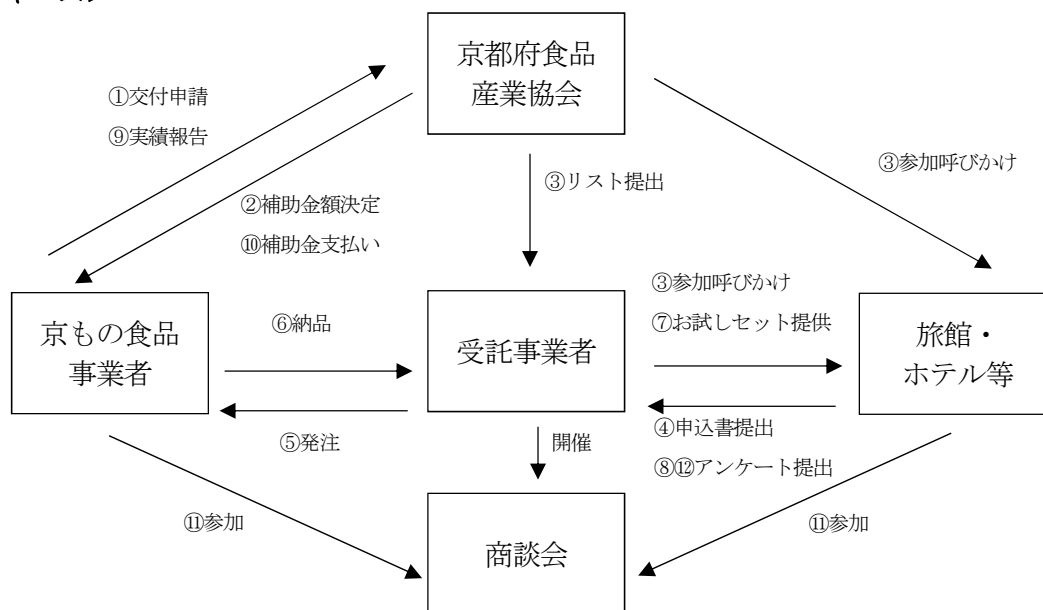 京都府食品
産業協会
①交付申請
⑨実績報告
③参加呼びかけ
③リスト提出
②補助金額決定
⑩補助金支払い
京もの食品
事業者
⑥納品
受託事業者
③参加呼びかけ
⑦お試しセット提供
旅館・
ホテル等
⑤発注
開催
④申込書提出
⑧⑫アンケート提出
⑪参加
商談会
⑪参加